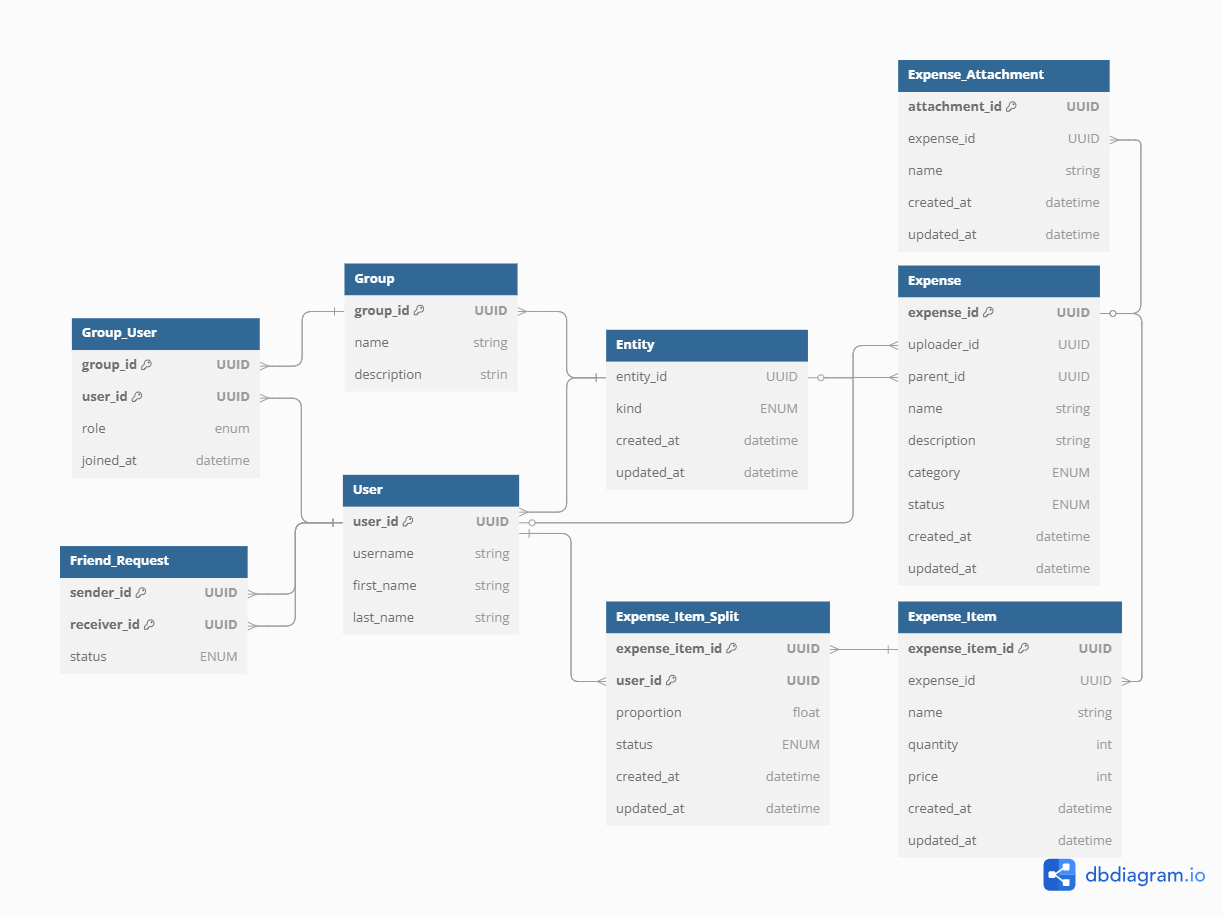 Expense_Attachment
attachment_id UUID
expense_id UUID
name string
created_at datetime
updated_at datetime
Group
group_id UUID
name string
description strin
Expense
expense_id UUID
uploader_id UUID
parent_id UUID
name string
description string
category ENUM
status ENUM
created_at datetime
updated_at datetime
Group_User
group_id UUID
user_id UUID
role enum
joined_at datetime
Entity
entity_id UUID
kind ENUM
created_at datetime
updated_at datetime
User
user_id UUID
username string
first_name string
last_name string
Friend_Request
sender_id UUID
receiver_id UUID
status ENUM
Expense_Item_Split
expense_item_id UUID
user_id UUID
proportion float
status ENUM
created_at datetime
updated_at datetime
Expense_Item
expense_item_id UUID
expense_id UUID
name string
quantity int
price int
created_at datetime
updated_at datetime
dbdiagram.io